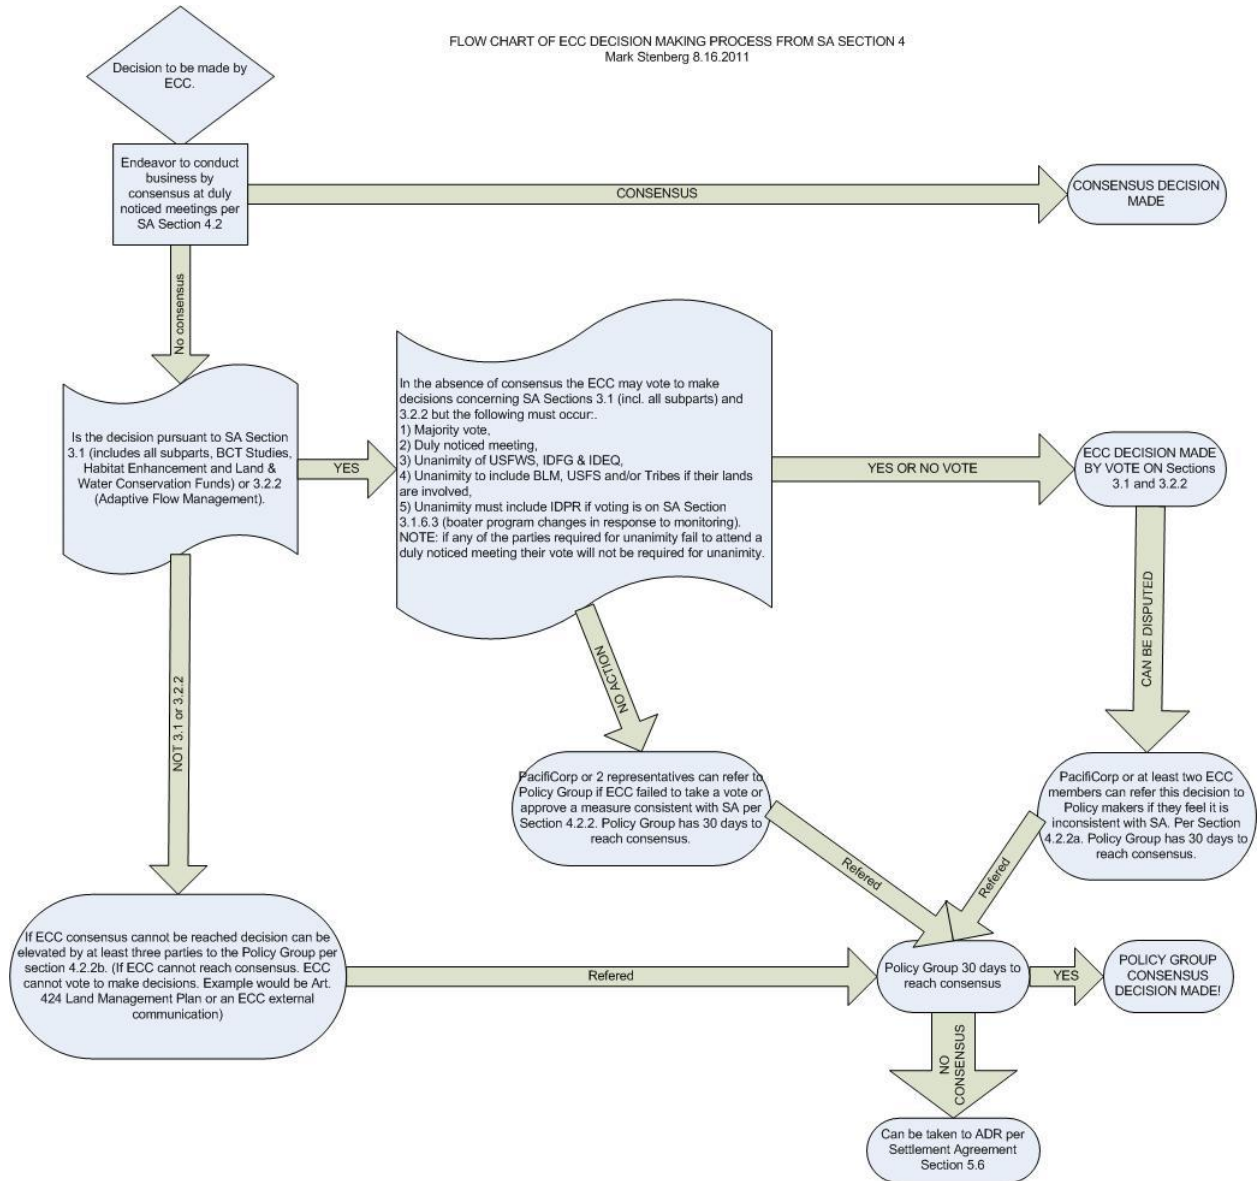 FLOW CHART OF ECC DECISION MAKING PROCESS FROM SA SECTION 4
Mark Stenberg 8.16.2011
Decision to be made by
ECC.
Endeavor to conduct
business by
consensus at duly
noticed meetings per
SA Section 4.2
CONSENSUS
CONSENSUS DECISION
MADE
No consensus
Is the decision pursuant to SA Section
3.1 (includes all subparts, BCT Studies,
Habitat Enhancement and Land &
Water Conservation Funds) or 3.2.2
(Adaptive Flow Management).
YES
In the absence of consensus the ECC may vote to make
decisions concerning SA Sections 3.1 (incl. all subparts) and
3.2.2 but the following must occur:.
1) Majority vote,
2) Duly noticed meeting,
3) Unanimity of USFWS, IDFG & IDEQ,
4) Unanimity to include BLM, USFS and/or Tribes if their lands
are involved,
5) Unanimity must include IDPR if voting is on SA Section
3.1.6.3 (boater program changes in response to monitoring).
NOTE: if any of the parties required for unanimity fail to attend a
duly noticed meeting their vote will not be required for unanimity.
YES OR NO VOTE
ECC DECISION MADE
BY VOTE ON Sections
3.1 and 3.2.2
CAN BE DISPUTED
NO ACTION
NOT 3.1 or 3.2.2
PacifiCorp or 2 representatives can refer to
Policy Group if ECC failed to take a vote or
approve a measure consistent with SA per
Section 4.2.2. Policy Group has 30 days to
reach consensus.
PacifiCorp or at least two ECC
members can refer this decision to
Policy makers if they feel it is
inconsistent with SA. Per Section
4.2.2a. Policy Group has 30 days to
reach consensus.
Refered
Refered
If ECC consensus cannot be reached decision can be
elevated by at least three parties to the Policy Group per
section 4.2.2b. (If ECC cannot reach consensus. ECC
cannot vote to make decisions. Example would be Art.
424 Land Management Plan or an ECC external
communication)
Refered
Policy Group 30 days to
reach consensus
YES
POLICY GROUP
CONSENSUS
DECISION MADE!
NO
CONSENSUS
Can be taken to ADR per
Settlement Agreement
Section 5.6